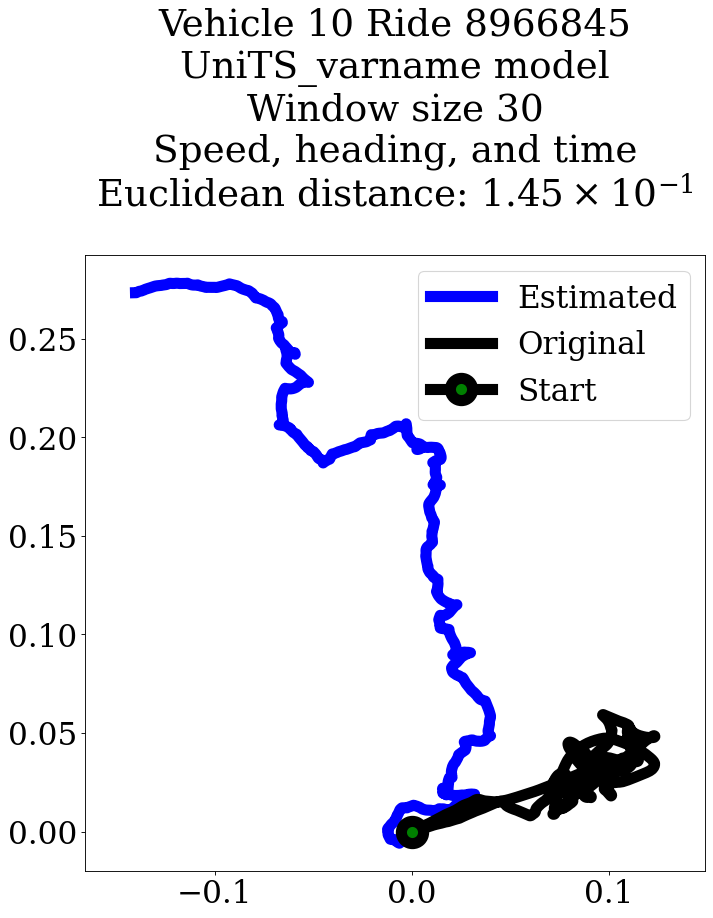 Vehicle 10 Ride 8966845
UniTS_varname model
Window size 30
Speed, heading, and time
Euclidean distance: 1.45 × 10⁻¹
Estimated
Original
Start
0.25
0.20
0.15
0.10
0.05
0.00
−0.1
0.0
0.1